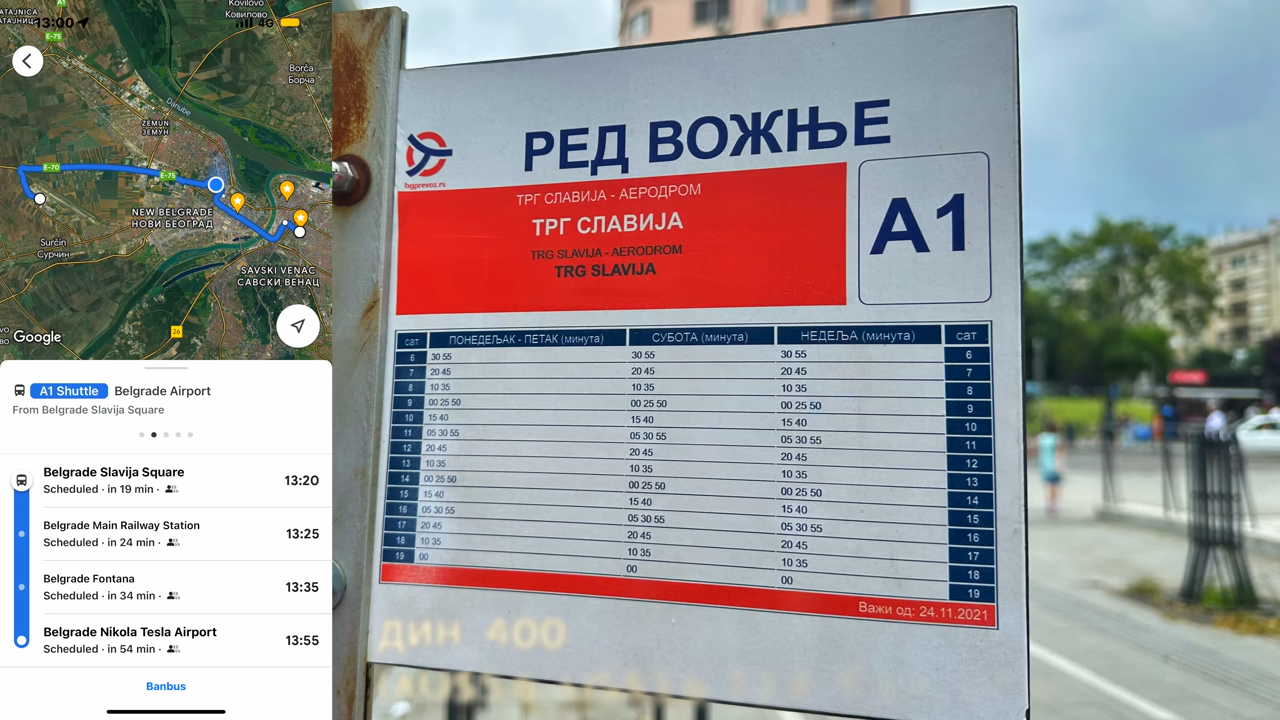 13:00
4G
A1
Kovilovo
Ковилово
E-75
Borča
Борча
Danube
ZEMUN
ЗЕМУН
E-70
E-75
NEW BELGRADE
НОВИ БЕОГРАД
Surčin
Сурчин
SAVSKI VENAC
САВСКИ ВЕНАЦ
26
Google
A1 Shuttle Belgrade Airport
From Belgrade Slavija Square
Belgrade Slavija Square 13:20
Scheduled · in 19 min ·
Belgrade Main Railway Station 13:25
Scheduled · in 24 min ·
Belgrade Fontana 13:35
Scheduled · in 34 min ·
Belgrade Nikola Tesla Airport 13:55
Scheduled · in 54 min ·
Banbus
РЕД ВОЖЊЕ
bgprevoz.rs
ТРГ СЛАВИЈА - АЕРОДРОМ
ТРГ СЛАВИЈА
TRG SLAVIJA - AERODROM
TRG SLAVIJA
A1
сат ПОНЕДЕЉАК - ПЕТАК (минута) СУБОТА (минута) НЕДЕЉА (минута) сат
6 30 55 30 55 30 55 6
7 20 45 20 45 20 45 7
8 10 35 10 35 10 35 8
9 00 25 50 00 25 50 00 25 50 9
10 15 40 15 40 15 40 10
11 05 30 55 05 30 55 05 30 55 11
12 20 45 20 45 20 45 12
13 10 35 10 35 10 35 13
14 00 25 50 00 25 50 00 25 50 14
15 15 40 15 40 15 40 15
16 05 30 55 05 30 55 05 30 55 16
17 20 45 20 45 20 45 17
18 10 35 10 35 10 35 18
19 00 00 00 19
Важи од: 24.11.2021
ДИН 400